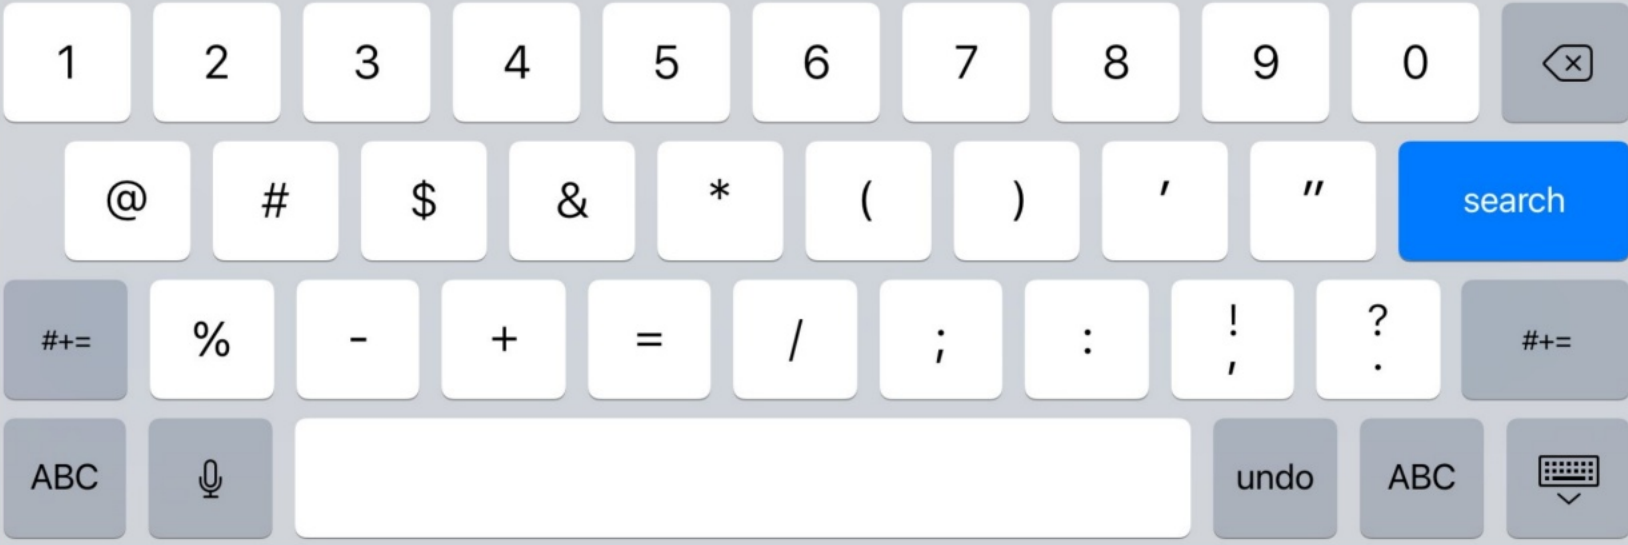 1 2 3 4 5 6 7 8 9 0
@ # $ & * ( ) ' " search
#+= % - + = / ; : ! , ? . #+=
ABC undo ABC